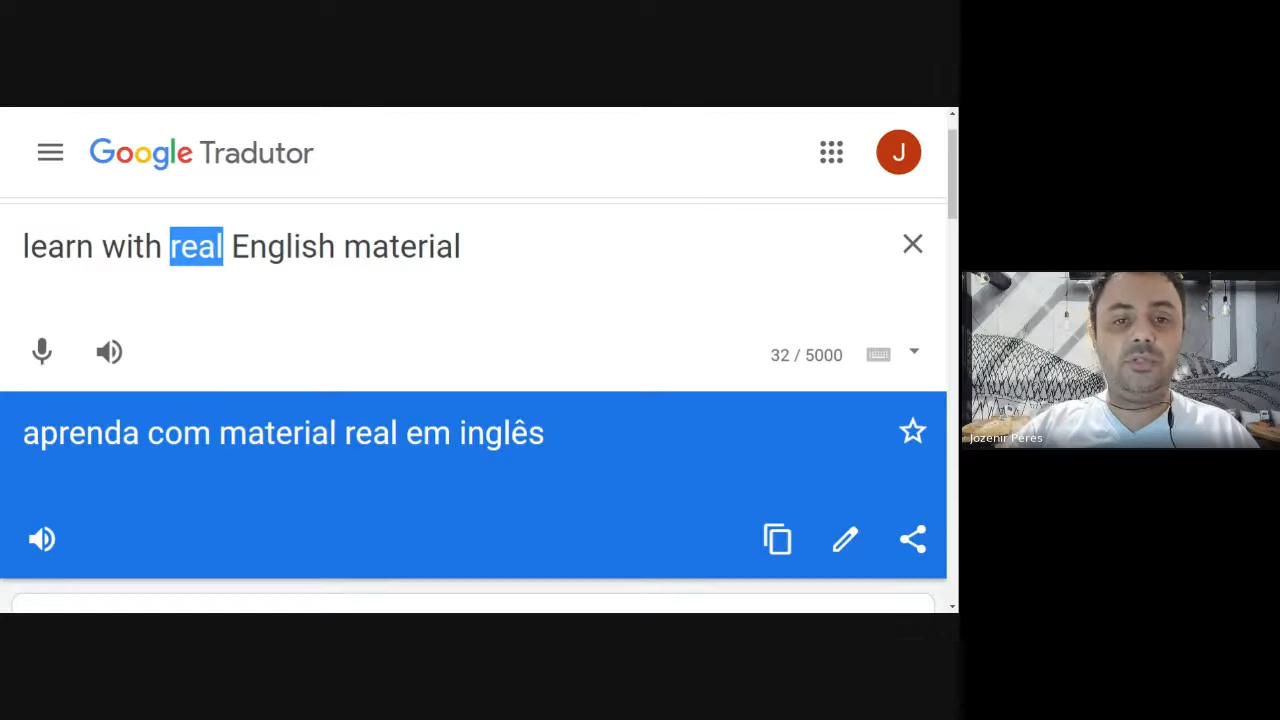 Google Tradutor
J
learn with real English material
32 / 5000
aprenda com material real em inglês
Jozenir Peres